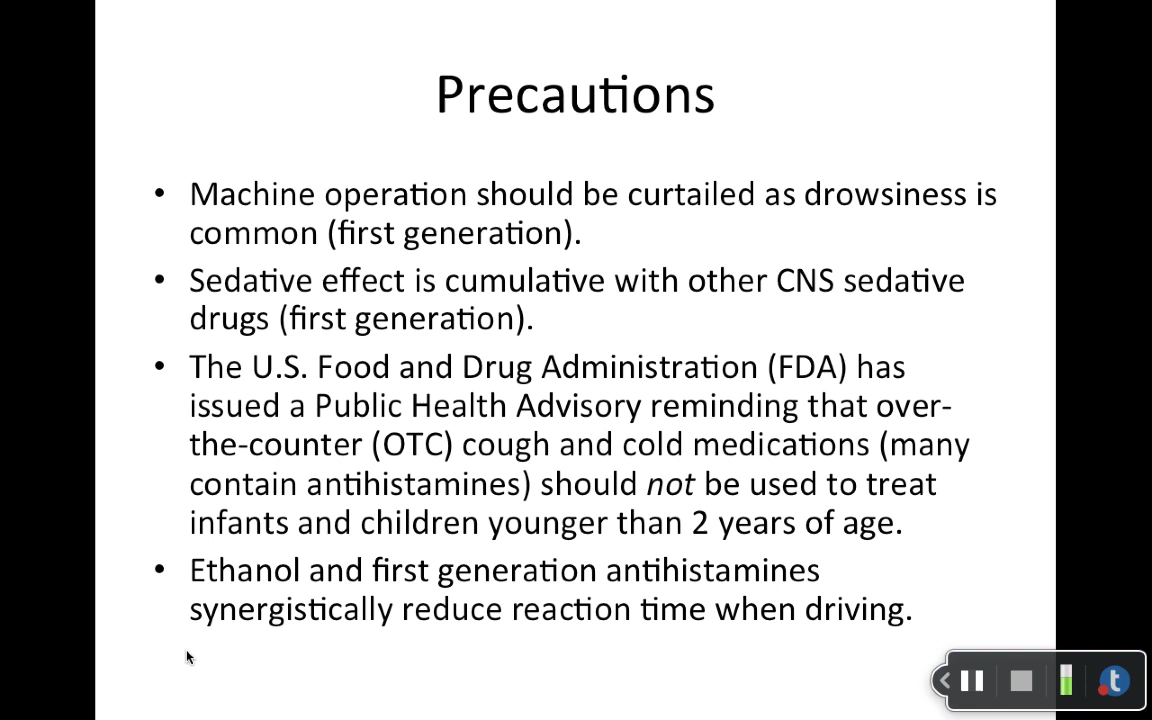 Precautions
• Machine operation should be curtailed as drowsiness is
common (first generation).
• Sedative effect is cumulative with other CNS sedative
drugs (first generation).
• The U.S. Food and Drug Administration (FDA) has
issued a Public Health Advisory reminding that over-
the-counter (OTC) cough and cold medications (many
contain antihistamines) should not be used to treat
infants and children younger than 2 years of age.
• Ethanol and first generation antihistamines
synergistically reduce reaction time when driving.
t